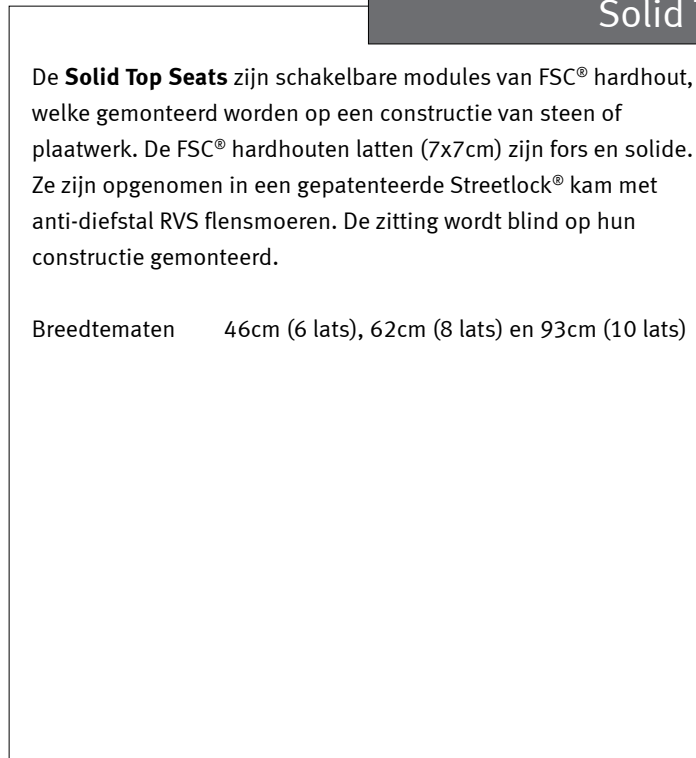 Solid
De Solid Top Seats zijn schakelbare modules van FSC® hardhout,
welke gemonteerd worden op een constructie van steen of
plaatwerk. De FSC® hardhouten latten (7x7cm) zijn fors en solide.
Ze zijn opgenomen in een gepatenteerde Streetlock® kam met
anti-diefstal RVS flensmoeren. De zitting wordt blind op hun
constructie gemonteerd.
Breedtematen 46cm (6 lats), 62cm (8 lats) en 93cm (10 lats)